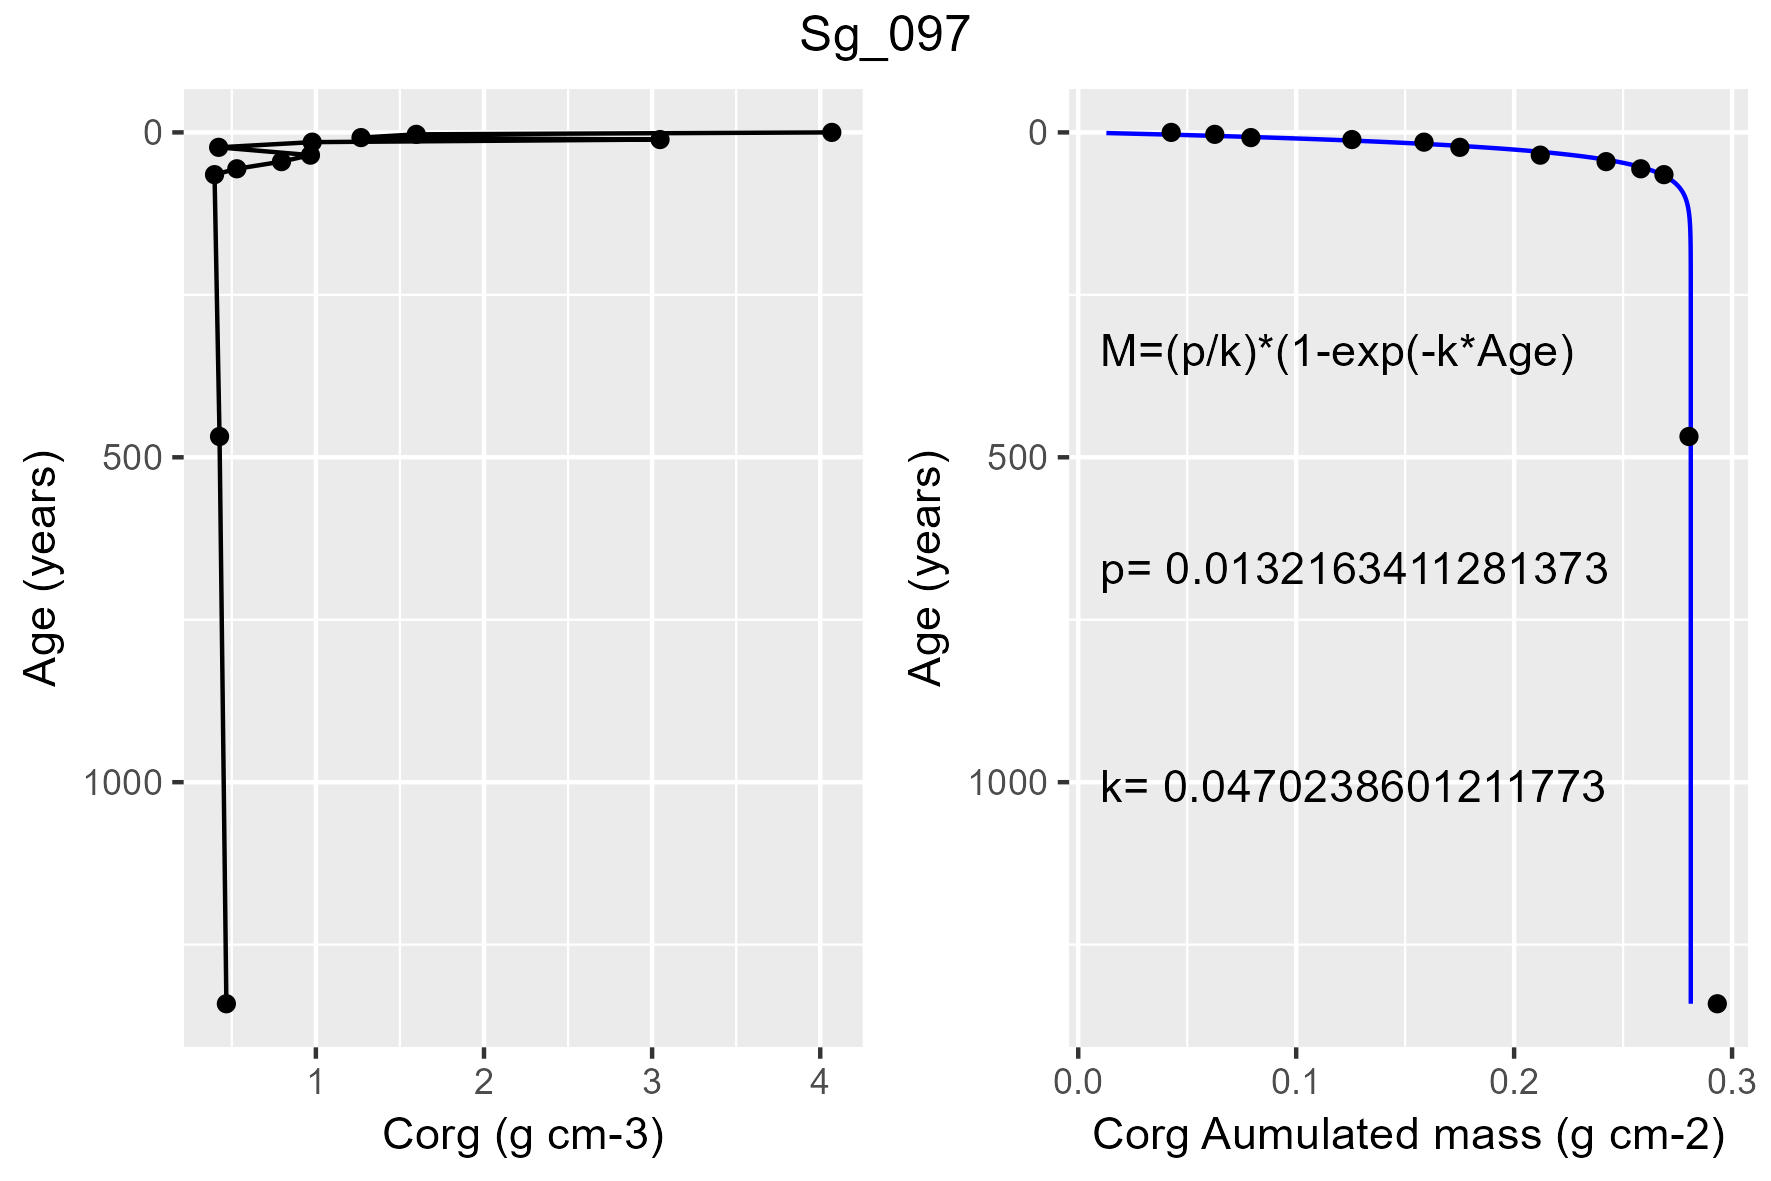 Sg_097
0
500
1000
Age (years)
1
2
3
4
Corg (g cm-3)
0
500
1000
Age (years)
M=(p/k)*(1-exp(-k*Age)
p= 0.0132163411281373
k= 0.0470238601211773
0.0
0.1
0.2
0.3
Corg Aumulated mass (g cm-2)